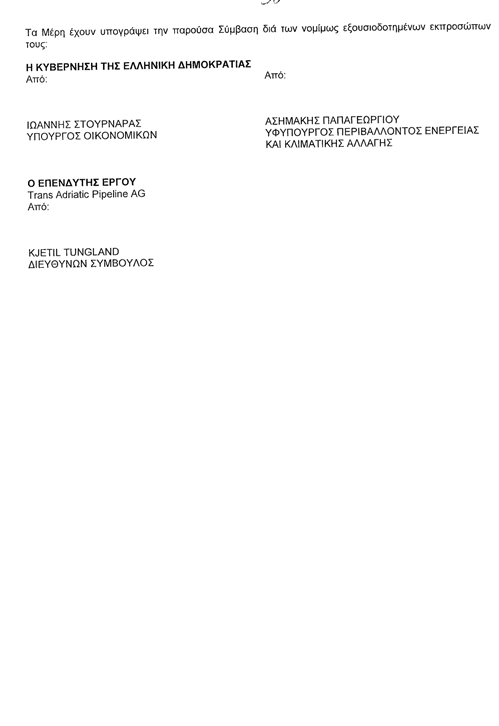 Τα Μέρη έχουν υπογράψει την παρούσα Σύμβαση διά των νομίμως εξουσιοδοτημένων εκπροσώπων
τους:
Η ΚΥΒΕΡΝΗΣΗ ΤΗΣ ΕΛΛΗΝΙΚΗ ΔΗΜΟΚΡΑΤΙΑΣ
Από:
Από:
ΙΩΑΝΝΗΣ ΣΤΟΥΡΝΑΡΑΣ
ΥΠΟΥΡΓΟΣ ΟΙΚΟΝΟΜΙΚΩΝ
ΑΣΗΜΑΚΗΣ ΠΑΠΑΓΕΩΡΓΙΟΥ
ΥΦΥΠΟΥΡΓΟΣ ΠΕΡΙΒΑΛΛΟΝΤΟΣ ΕΝΕΡΓΕΙΑΣ
ΚΑΙ ΚΛΙΜΑΤΙΚΗΣ ΑΛΛΑΓΗΣ
Ο ΕΠΕΝΔΥΤΗΣ ΕΡΓΟΥ
Trans Adriatic Pipeline AG
Από:
KJETIL TUNGLAND
ΔΙΕΥΘΥΝΩΝ ΣΥΜΒΟΥΛΟΣ